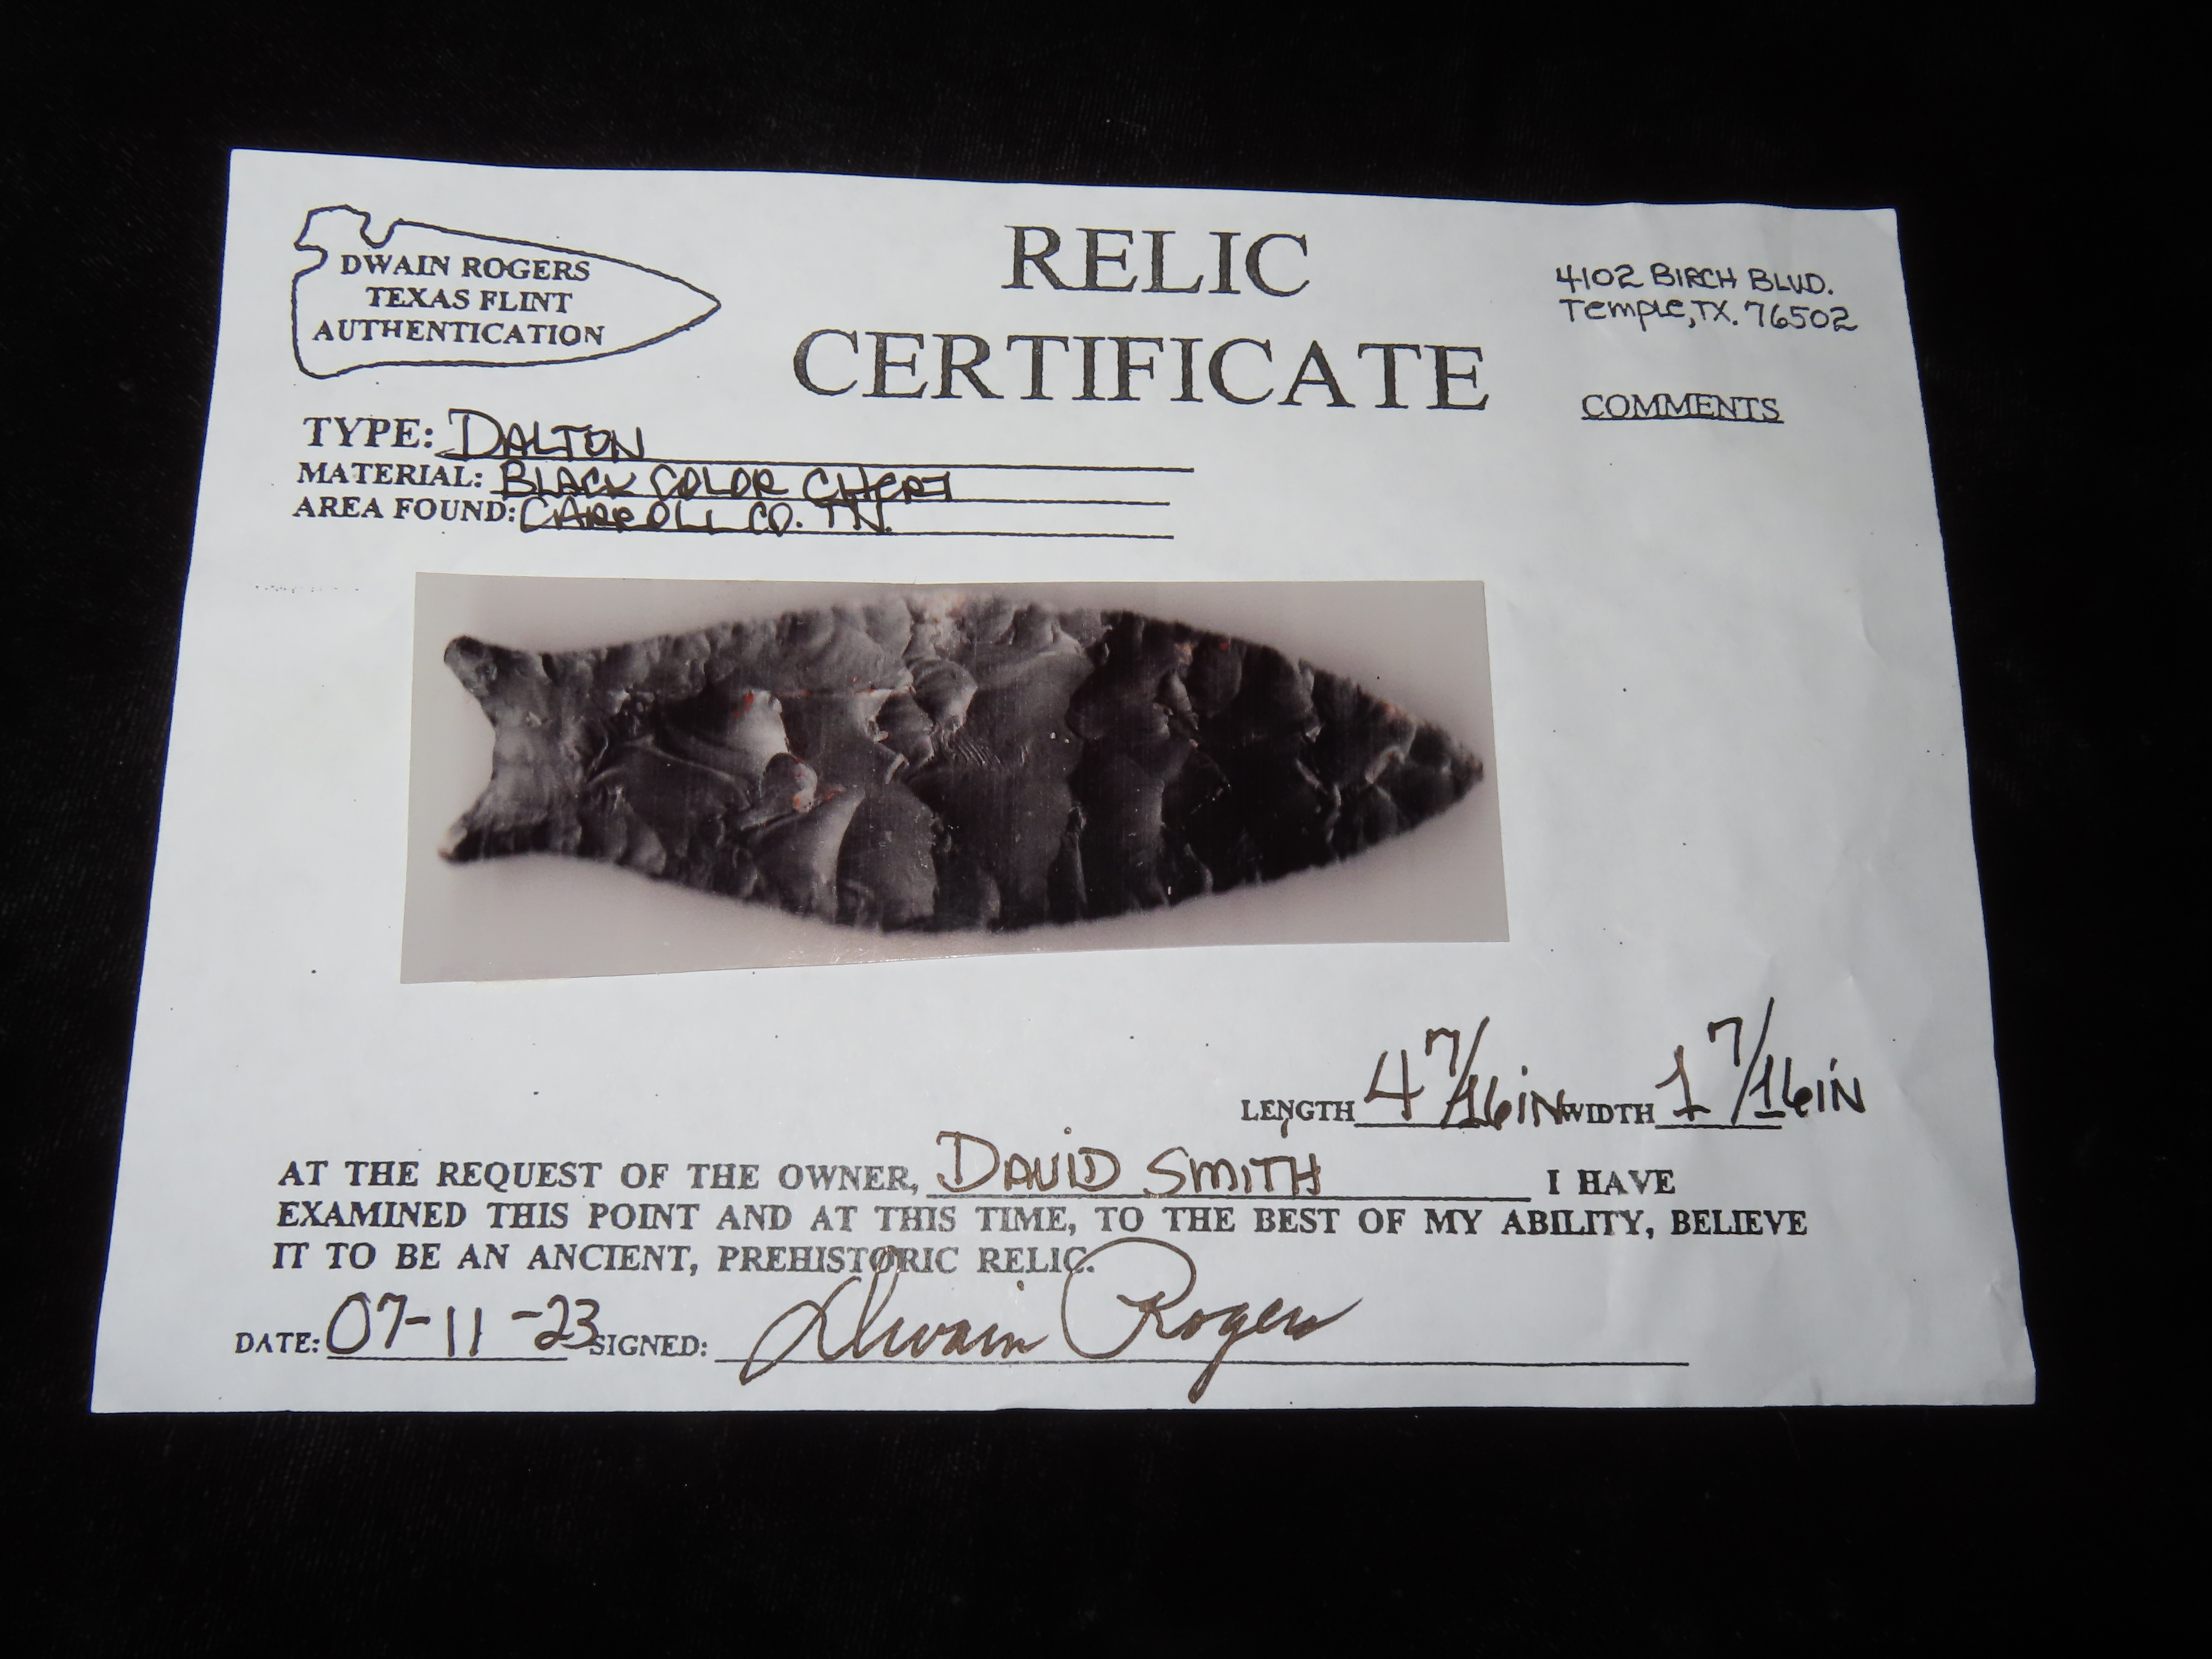 DWAIN ROGERS
TEXAS FLINT
AUTHENTICATION
RELIC
CERTIFICATE
4102 BIRCH BLVD.
Temple, TX. 76502
COMMENTS
TYPE: DALTON
MATERIAL: BLACK COLOR CHERT
AREA FOUND: CARROLL CO. TN.
LENGTH 4 7/16 iN WIDTH 1 7/16 iN
AT THE REQUEST OF THE OWNER, DAVID SMITH I HAVE
EXAMINED THIS POINT AND AT THIS TIME, TO THE BEST OF MY ABILITY, BELIEVE
IT TO BE AN ANCIENT, PREHISTORIC RELIC.
DATE: 07-11-23 SIGNED: Dwain Rogers